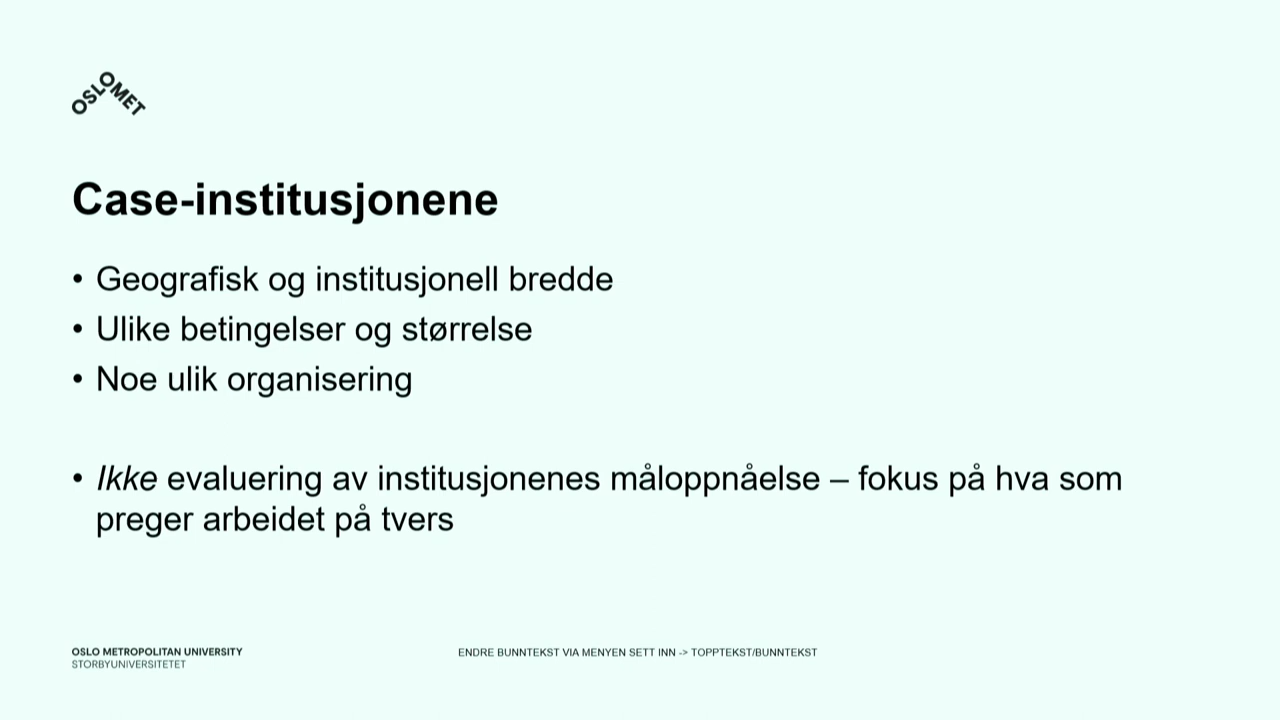 OSLOMET
Case-institusjonene
• Geografisk og institusjonell bredde
• Ulike betingelser og størrelse
• Noe ulik organisering
• Ikke evaluering av institusjonenes måloppnåelse – fokus på hva som
preger arbeidet på tvers
OSLO METROPOLITAN UNIVERSITY
STORBYUNIVERSITETET
ENDRE BUNNTEKST VIA MENYEN SETT INN -> TOPPTEKST/BUNNTEKST